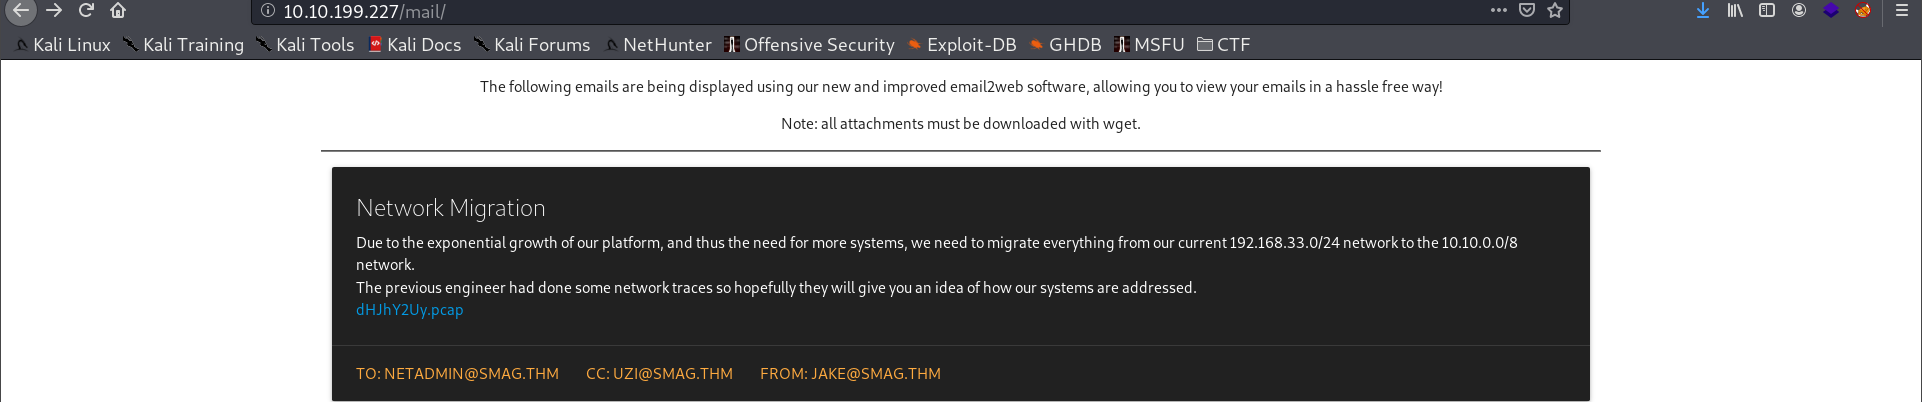 10.10.199.227/mail/
Kali Linux Kali Training Kali Tools Kali Docs Kali Forums NetHunter Offensive Security Exploit-DB GHDB MSFU CTF
The following emails are being displayed using our new and improved email2web software, allowing you to view your emails in a hassle free way!
Note: all attachments must be downloaded with wget.
Network Migration
Due to the exponential growth of our platform, and thus the need for more systems, we need to migrate everything from our current 192.168.33.0/24 network to the 10.10.0.0/8
network.
The previous engineer had done some network traces so hopefully they will give you an idea of how our systems are addressed.
dHJhY2Uy.pcap
TO: NETADMIN@SMAG.THM CC: UZI@SMAG.THM FROM: JAKE@SMAG.THM